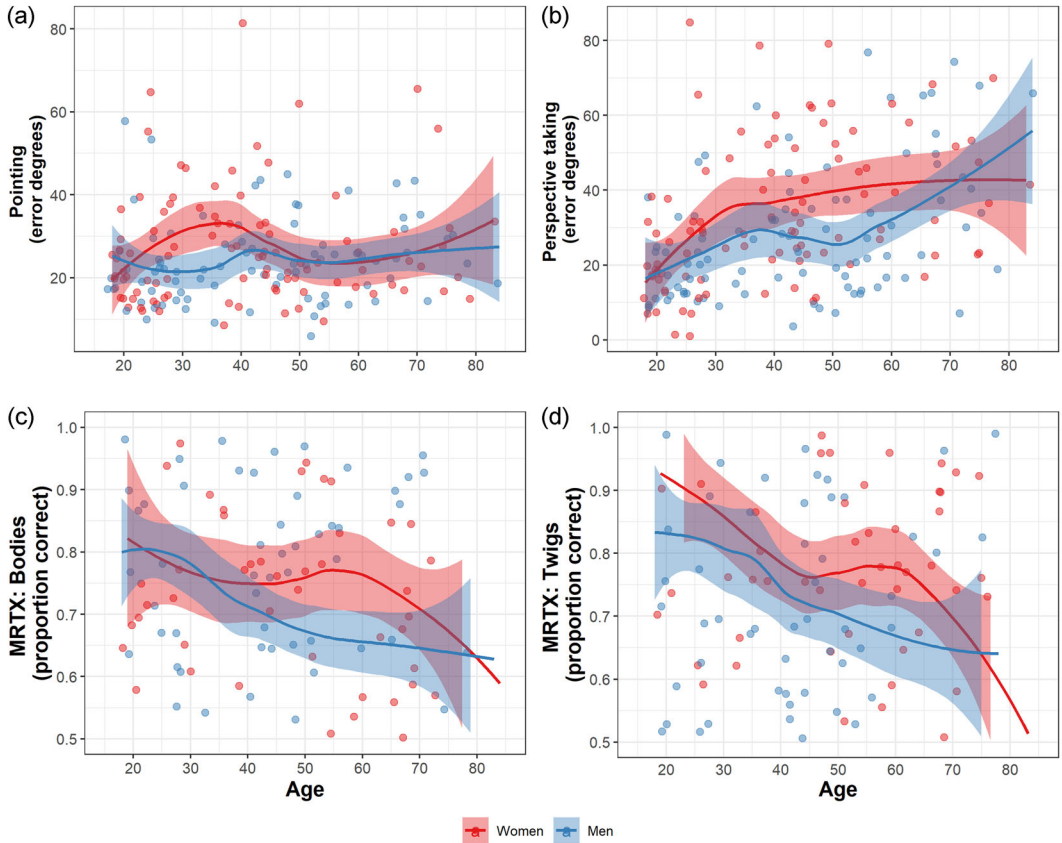 (a)
Pointing
(error degrees)
80
60
40
20
20 30 40 50 60 70 80
(b)
Perspective taking
(error degrees)
80
60
40
20
0
20 30 40 50 60 70 80
(c)
MRTX: Bodies
(proportion correct)
1.0
0.9
0.8
0.7
0.6
0.5
20 30 40 50 60 70 80
Age
(d)
MRTX: Twigs
(proportion correct)
1.0
0.9
0.8
0.7
0.6
0.5
20 30 40 50 60 70 80
Age
a Women a Men